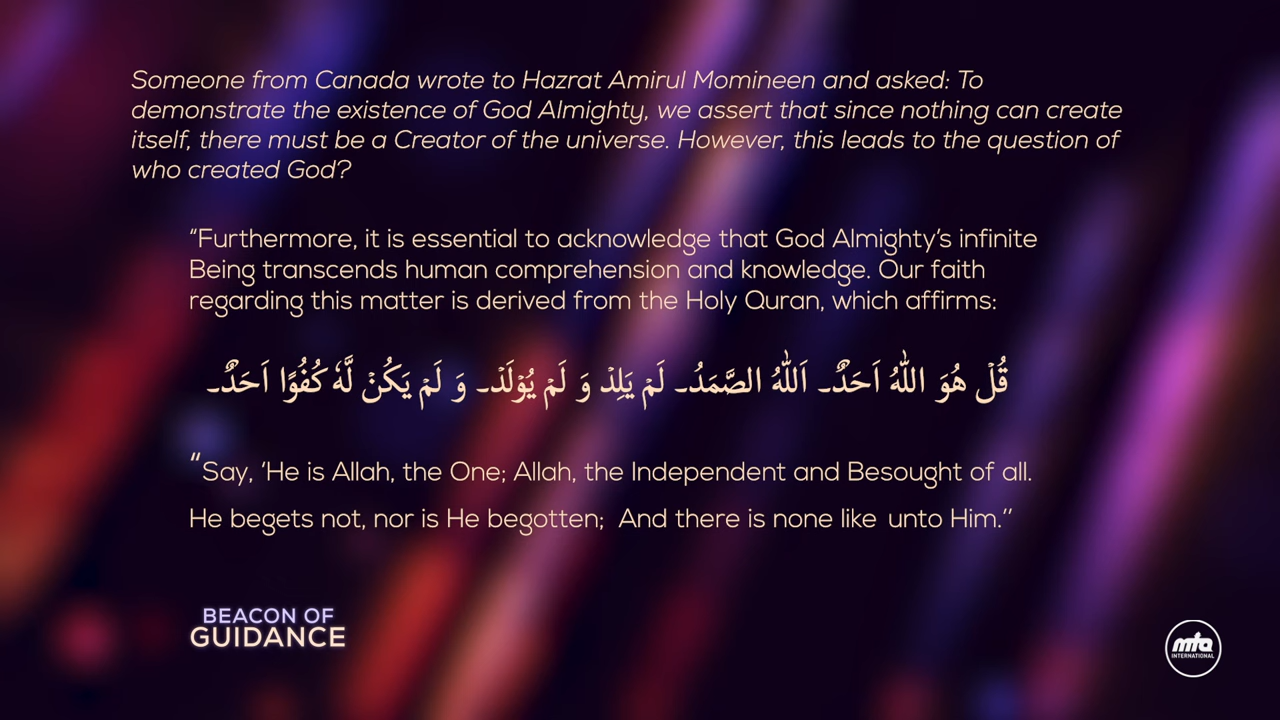 Someone from Canada wrote to Hazrat Amirul Momineen and asked: To
demonstrate the existence of God Almighty, we assert that since nothing can create
itself, there must be a Creator of the universe. However, this leads to the question of
who created God?
“Furthermore, it is essential to acknowledge that God Almighty’s infinite
Being transcends human comprehension and knowledge. Our faith
regarding this matter is derived from the Holy Quran, which affirms:
قُلْ هُوَ اللّٰهُ اَحَدٌ۔ اَللّٰهُ الصَّمَدُ۔ لَمْ يَلِدْ وَ لَمْ يُوْلَدْ۔ وَ لَمْ يَكُنْ لَّهٗ كُفُوًا اَحَدٌ۔
“Say, ‘He is Allah, the One; Allah, the Independent and Besought of all.
He begets not, nor is He begotten; And there is none like unto Him.’’
BEACON OF
GUIDANCE
mta
INTERNATIONAL